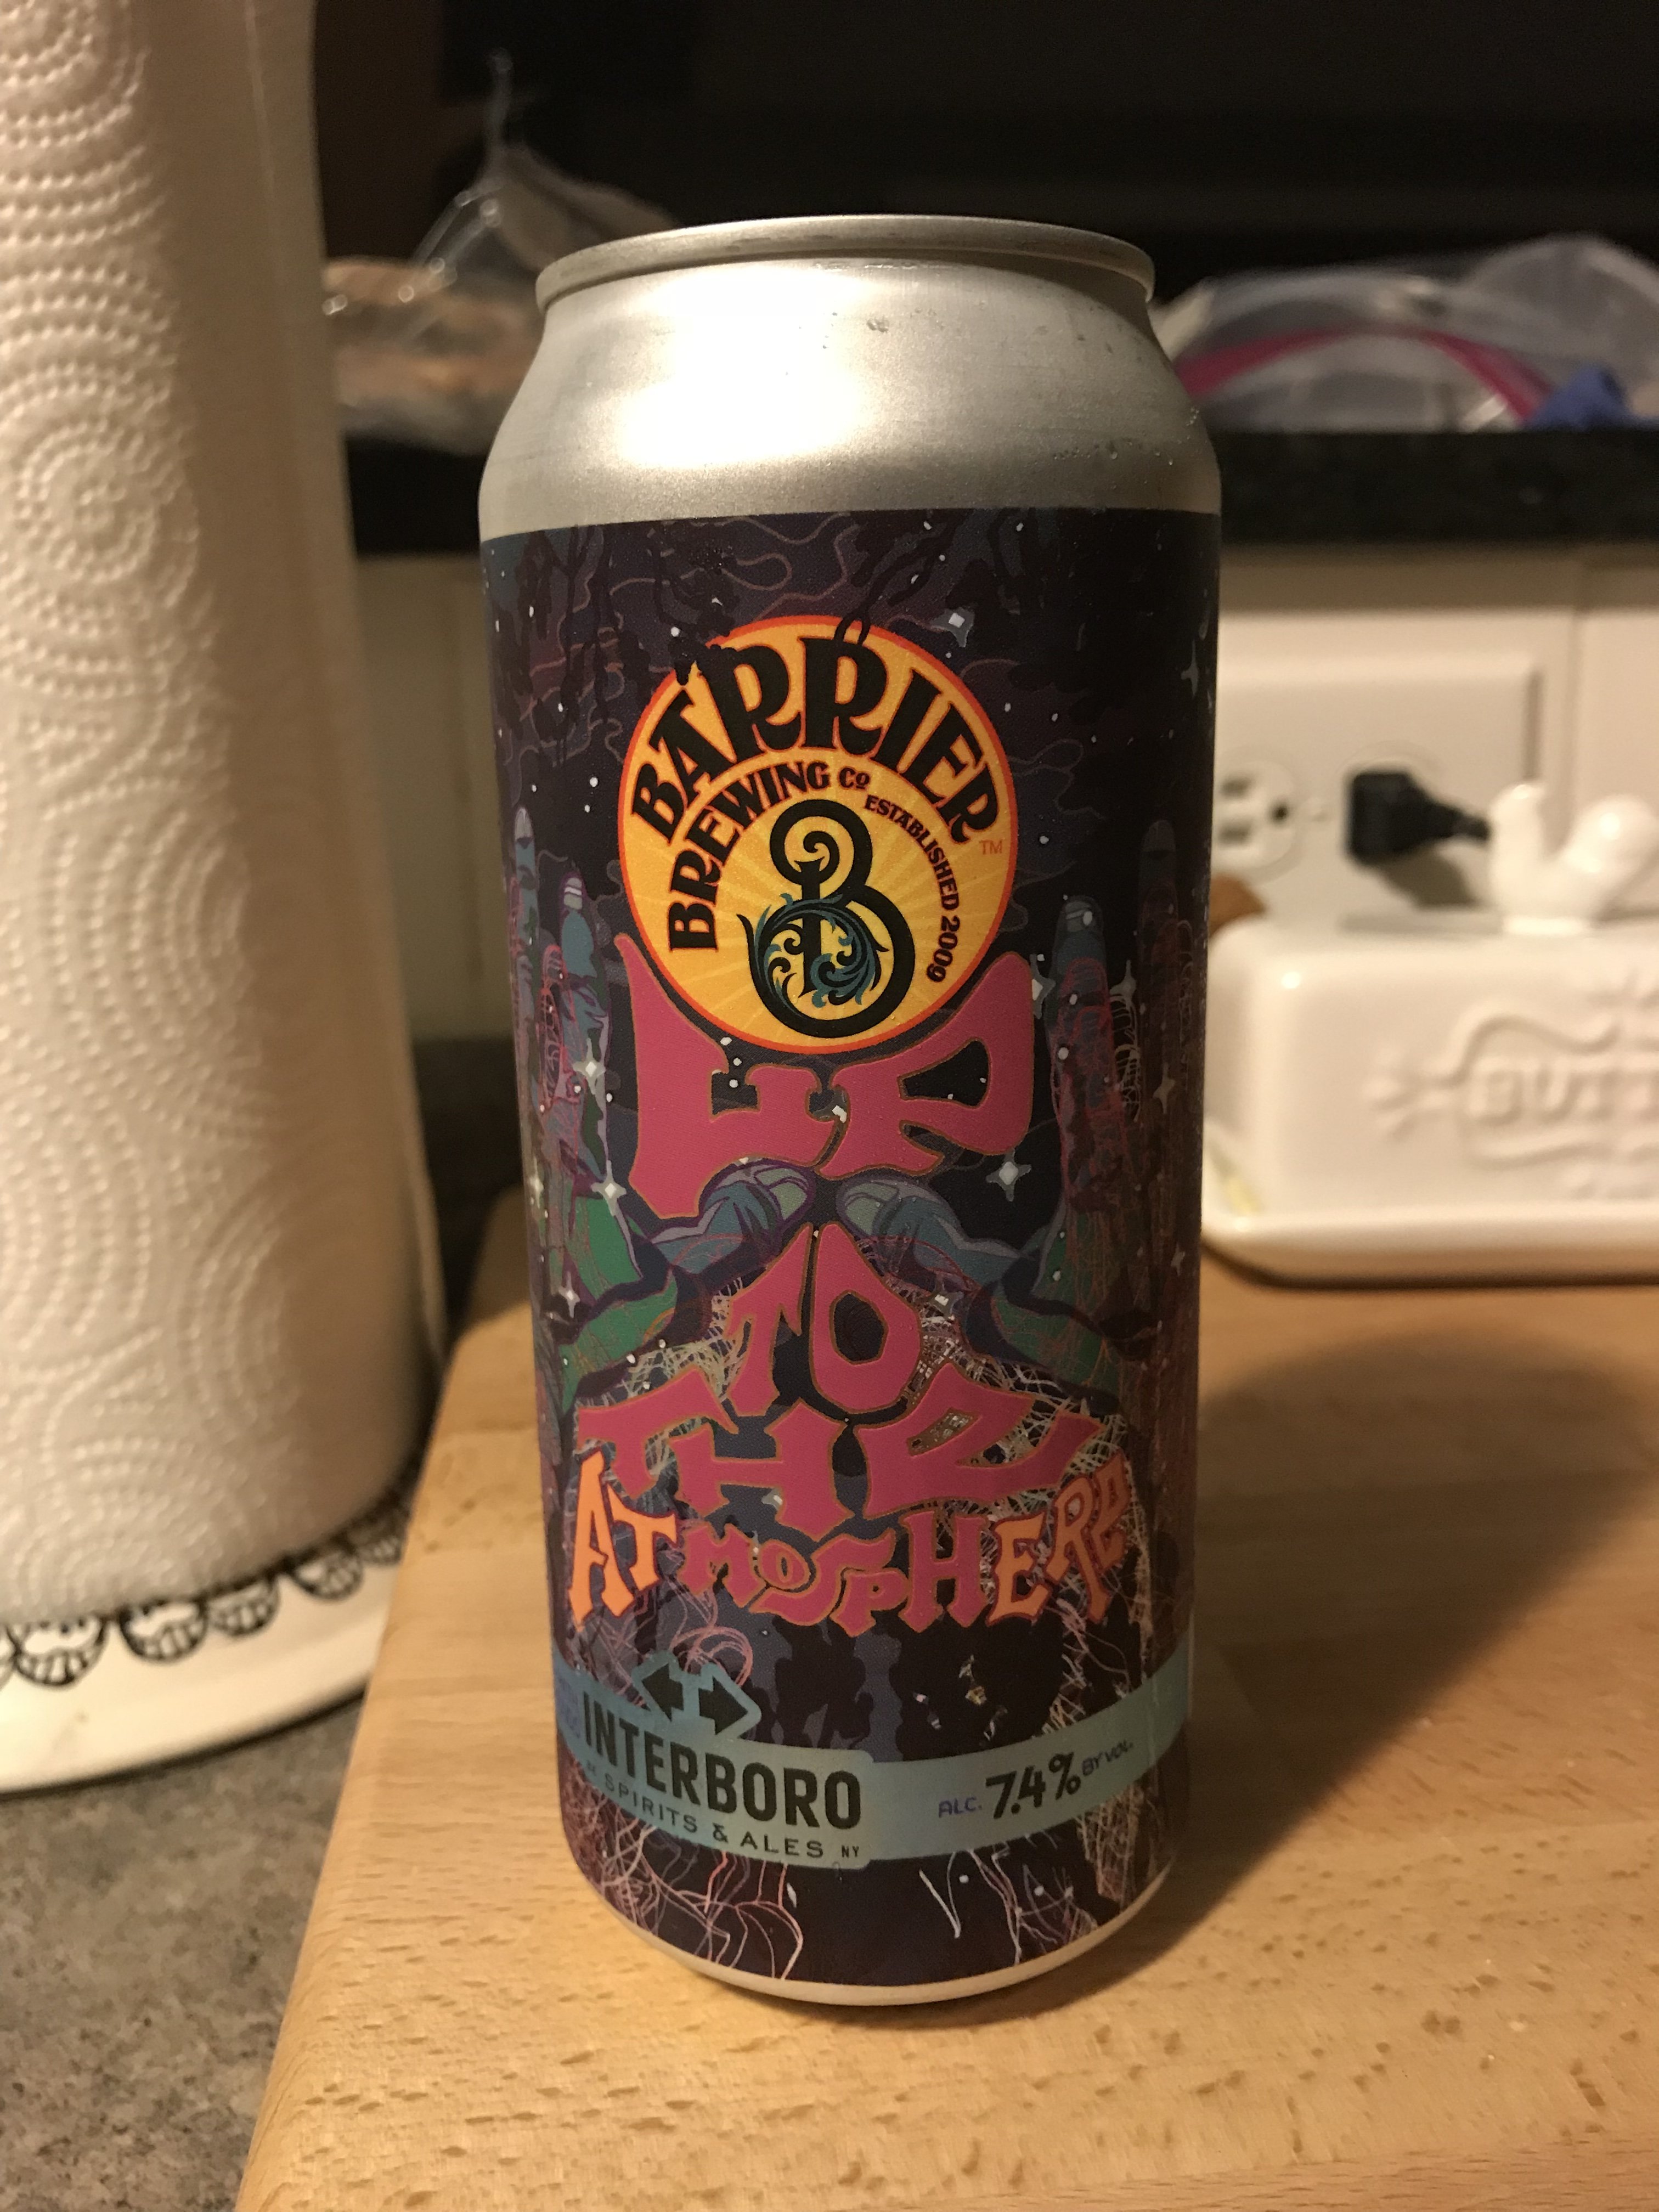 BARRIER
BREWING Co
ESTABLISHED 2009
TM
B
UP
TO
THE
ATMOSPHERE
INTERBORO
SPIRITS & ALES NY
ALC. 7.4% BY VOL.
BUTT